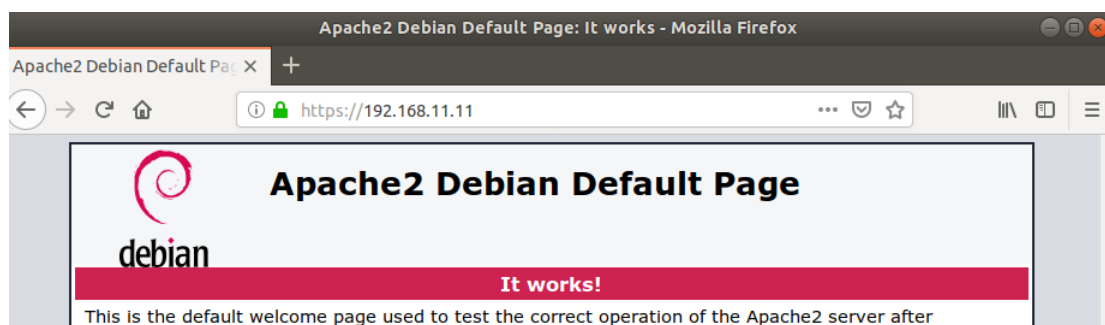 Apache2 Debian Default Page: It works - Mozilla Firefox
Apache2 Debian Default Pag
https://192.168.11.11
Apache2 Debian Default Page
debian
It works!
This is the default welcome page used to test the correct operation of the Apache2 server after